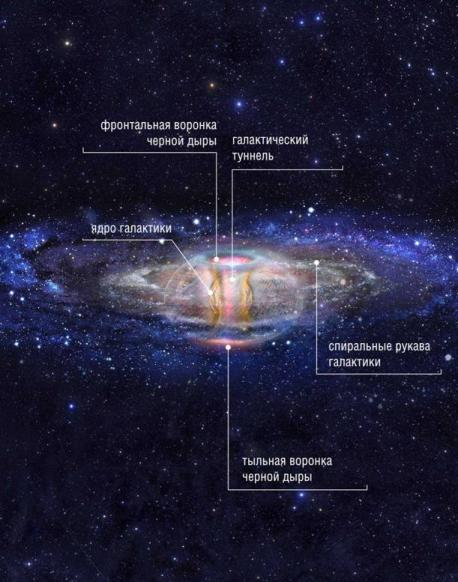 фронтальная воронка
черной дыры
галактический
туннель
ядро галактики
спиральные рукава
галактики
тыльная воронка
черной дыры